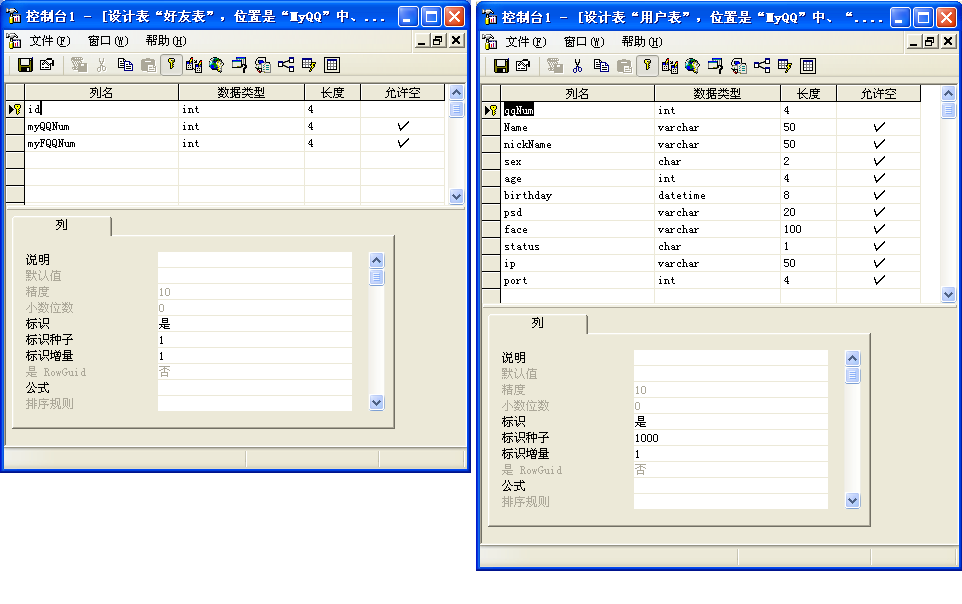 控制台1 - [设计表“好友表”，位置是“MyQQ”中、...
文件(F) 窗口(W) 帮助(H)
列名 数据类型 长度 允许空
id int 4
myQQNum int 4
myFQQNum int 4
列
说明
默认值
精度 10
小数位数 0
标识 是
标识种子 1
标识增量 1
是 RowGuid 否
公式
排序规则
控制台1 - [设计表“用户表”，位置是“MyQQ”中、“....
文件(F) 窗口(W) 帮助(H)
列名 数据类型 长度 允许空
qqNum int 4
Name varchar 50
nickName varchar 50
sex char 2
age int 4
birthday datetime 8
psd varchar 20
face varchar 100
status char 1
ip varchar 50
port int 4
列
说明
默认值
精度 10
小数位数 0
标识 是
标识种子 1000
标识增量 1
是 RowGuid 否
公式
排序规则